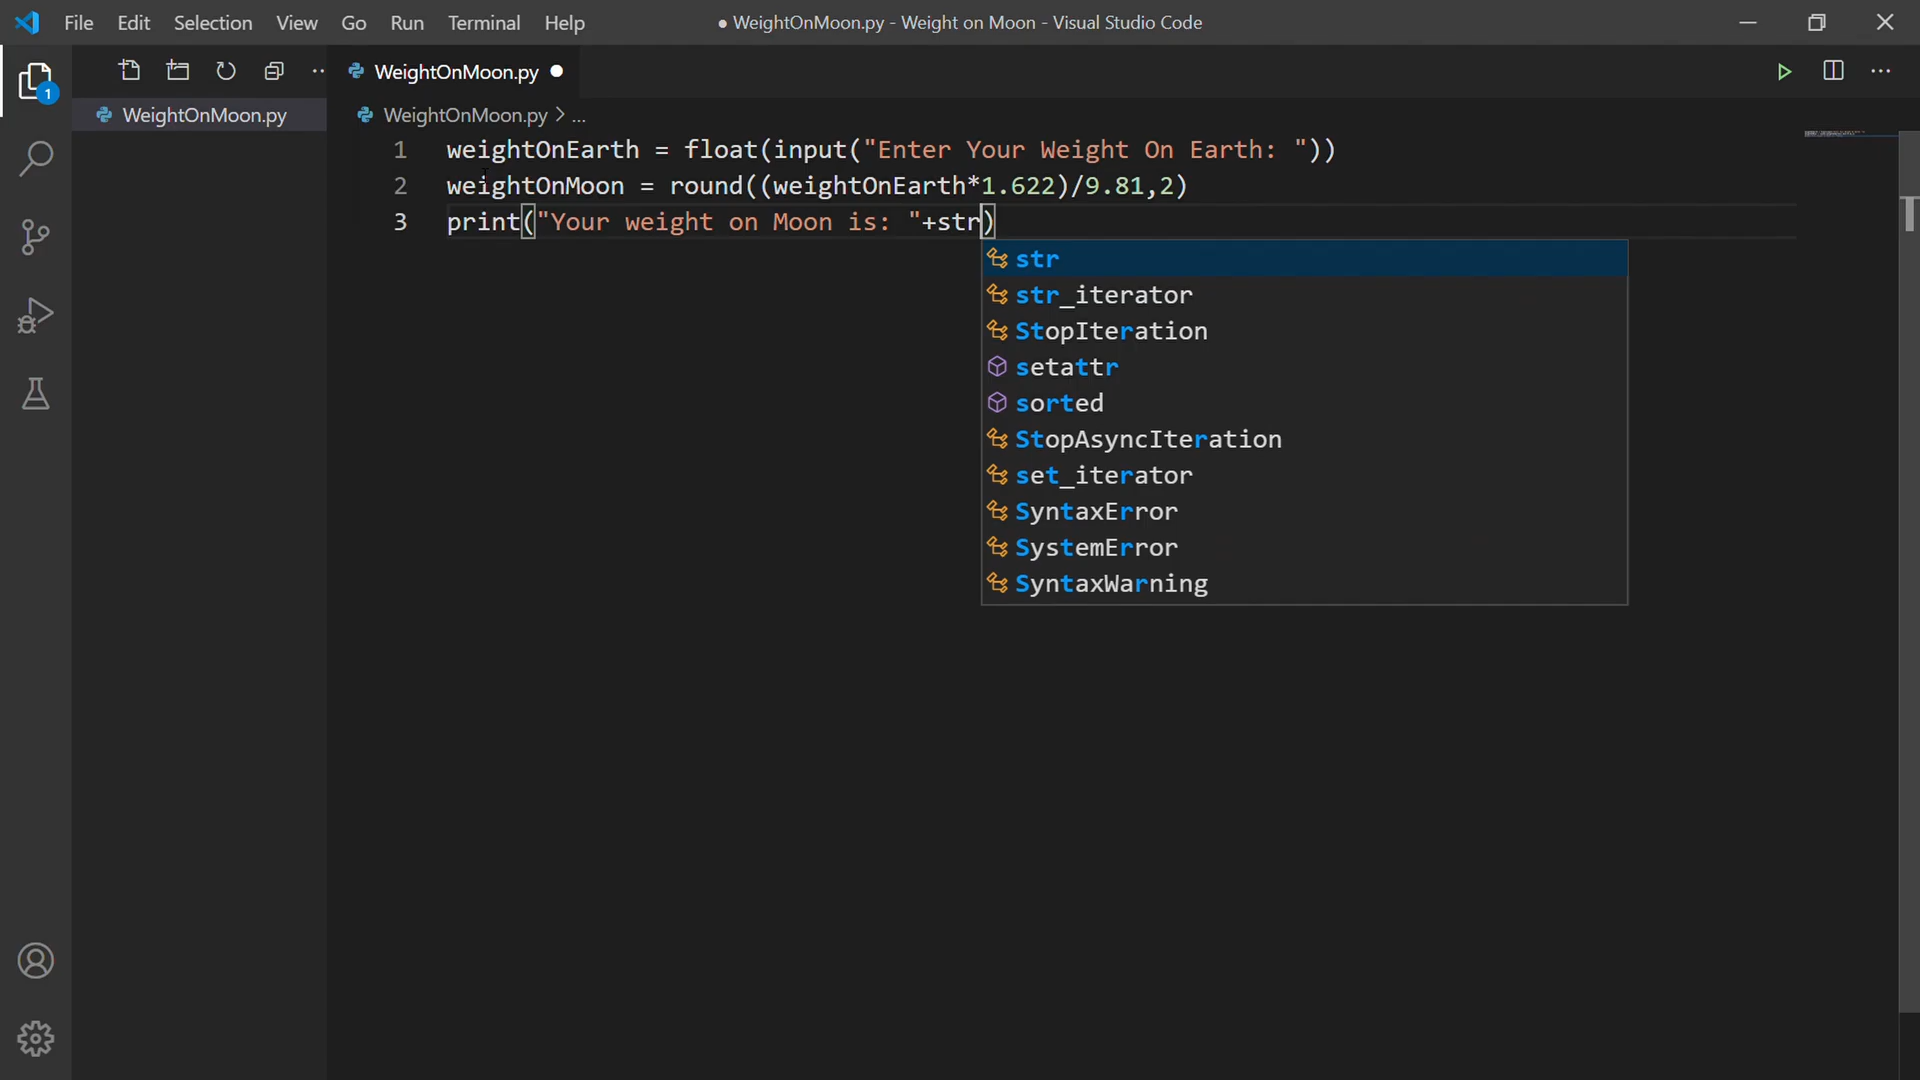 File Edit Selection View Go Run Terminal Help
● WeightOnMoon.py - Weight on Moon - Visual Studio Code
WeightOnMoon.py ●
1
WeightOnMoon.py
WeightOnMoon.py > ...
1 weightOnEarth = float(input("Enter Your Weight On Earth: "))
2 weightOnMoon = round((weightOnEarth*1.622)/9.81,2)
3 print("Your weight on Moon is: "+str)
str
str_iterator
StopIteration
setattr
sorted
StopAsyncIteration
set_iterator
SyntaxError
SystemError
SyntaxWarning